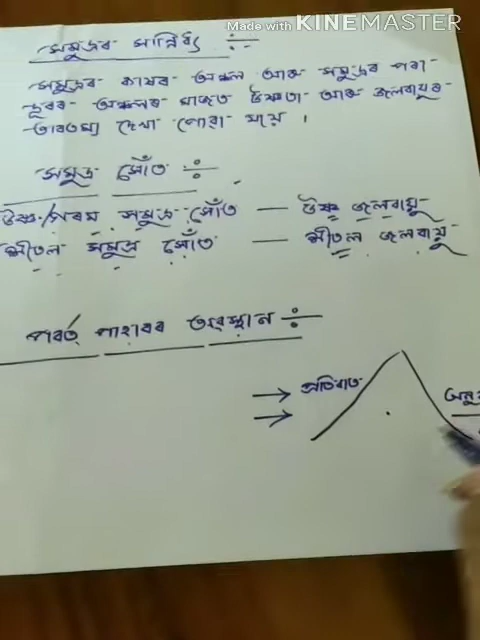 Made with KINEMASTER
সমুদ্ৰৰ সান্নিধ্য ÷
সমুদ্ৰৰ কাষৰ অঞ্চল আৰু সমুদ্ৰৰ পৰা
দূৰৰ অঞ্চলৰ মাজত উষ্ণতা আৰু জলবায়ুৰ
তাৰতম্য দেখা পোৱা যায় ।
সমুদ্ৰ সোঁত ÷
উষ্ণ/গৰম সমুদ্ৰ সোঁত — উষ্ণ জলবায়ু
শীতল সমুদ্ৰ সোঁত — শীতল জলবায়ু
পৰ্বত পাহাৰৰ অৱস্থান ÷
→ প্ৰতিবাত
→